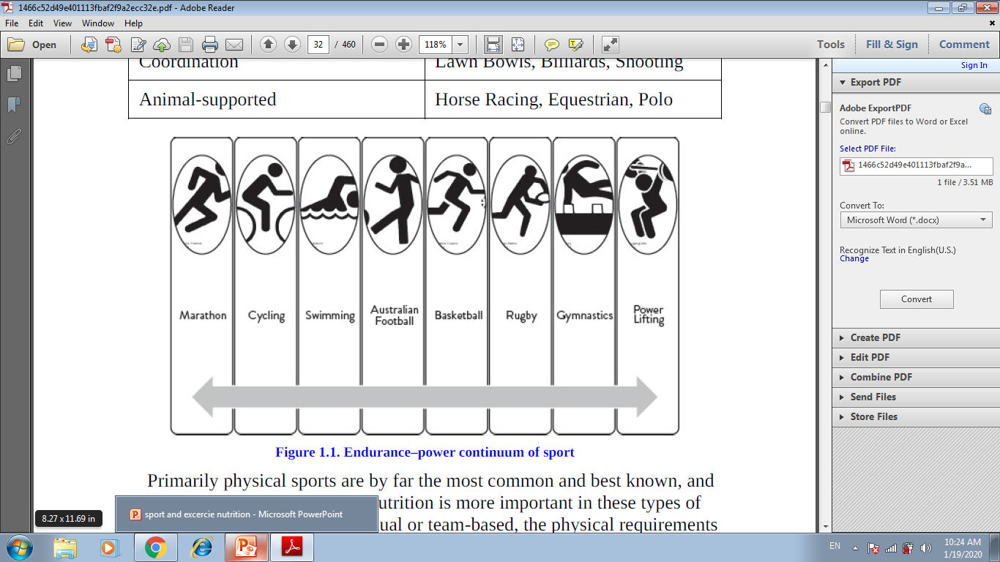 1466c52d49e401113fbaf2f9a2ecc32e.pdf - Adobe Reader
File Edit View Window Help
Open 32 / 460 118% Tools Fill & Sign Comment
Sign In
Coordination Lawn Bowls, Billiards, Shooting
Animal-supported Horse Racing, Equestrian, Polo
Marathon
Cycling
Swimming
Australian
Football
Basketball
Rugby
Gymnastics
Power
Lifting
Figure 1.1. Endurance–power continuum of sport
Primarily physical sports are by far the most common and best known, and
utrition is more important in these types of
ual or team-based, the physical requirements
8.27 x 11.69 in
sport and excercie nutrition - Microsoft PowerPoint
Export PDF
Adobe ExportPDF
Convert PDF files to Word or Excel
online.
Select PDF File:
1466c52d49e401113fbaf2f9a...
1 file / 3.51 MB
Convert To:
Microsoft Word (*.docx)
Recognize Text in English(U.S.)
Change
Convert
Create PDF
Edit PDF
Combine PDF
Send Files
Store Files
EN
10:24 AM
1/19/2020